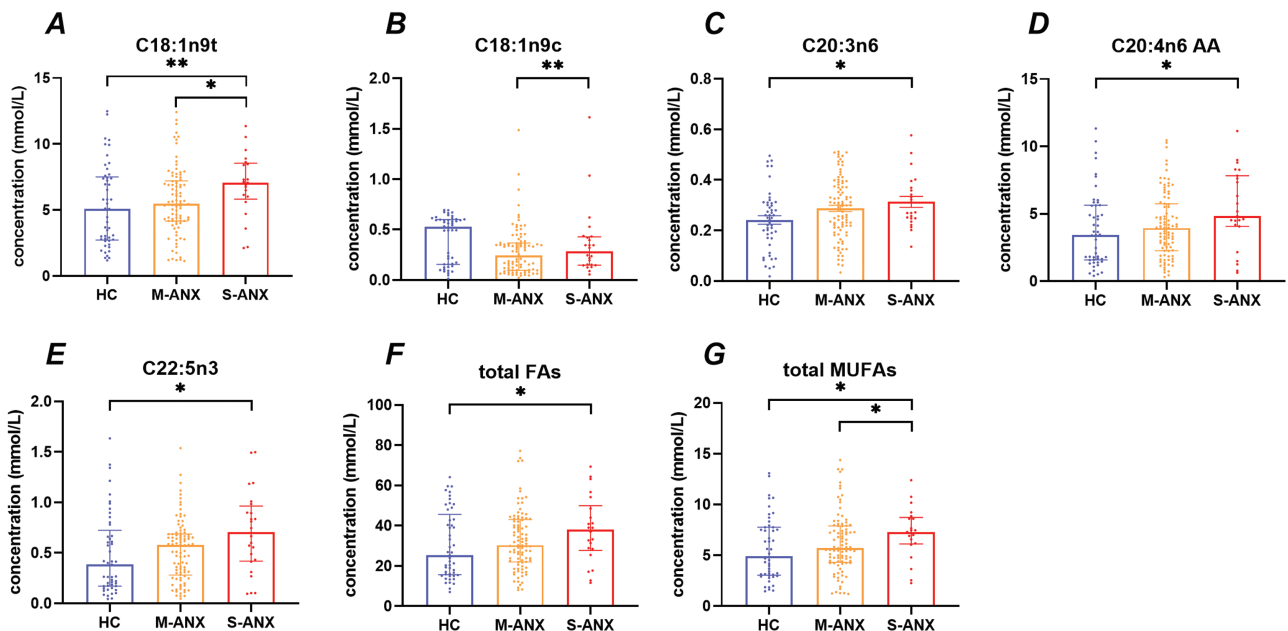 A
C18:1n9t
**
*
concentration (mmol/L)
15
10
5
0
HC M-ANX S-ANX
B
C18:1n9c
**
concentration (mmol/L)
2.0
1.5
1.0
0.5
0.0
HC M-ANX S-ANX
C
C20:3n6
*
concentration (mmol/L)
0.8
0.6
0.4
0.2
0.0
HC M-ANX S-ANX
D
C20:4n6 AA
*
concentration (mmol/L)
15
10
5
0
HC M-ANX S-ANX
E
C22:5n3
*
concentration (mmol/L)
2.0
1.5
1.0
0.5
0.0
HC M-ANX S-ANX
F
total FAs
*
concentration (mmol/L)
100
80
60
40
20
0
HC M-ANX S-ANX
G
total MUFAs
*
*
concentration (mmol/L)
20
15
10
5
0
HC M-ANX S-ANX